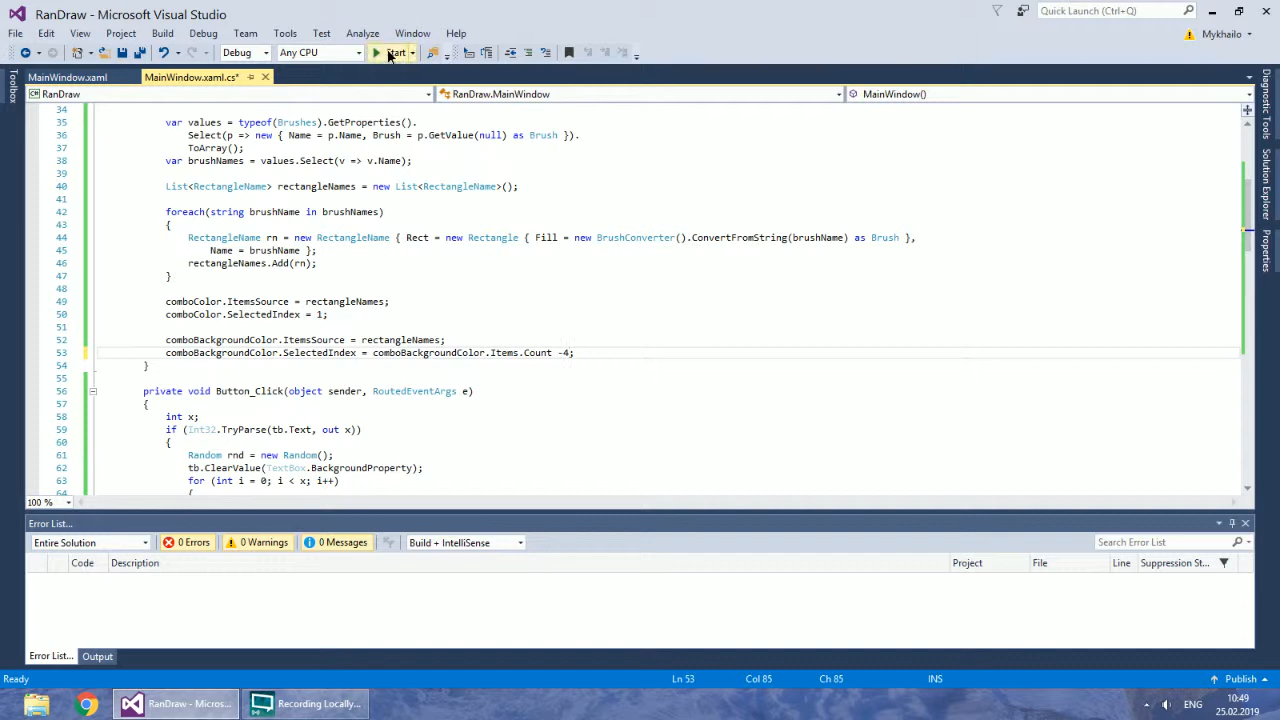 RanDraw - Microsoft Visual Studio
Quick Launch (Ctrl+Q)
File Edit View Project Build Debug Team Tools Test Analyze Window Help
Mykhailo
Debug Any CPU Start
MainWindow.xaml MainWindow.xaml.cs*
RanDraw RanDraw.MainWindow MainWindow()
34
35 var values = typeof(Brushes).GetProperties().
36 Select(p => new { Name = p.Name, Brush = p.GetValue(null) as Brush }).
37 ToArray();
38 var brushNames = values.Select(v => v.Name);
39
40 List<RectangleName> rectangleNames = new List<RectangleName>();
41
42 foreach(string brushName in brushNames)
43 {
44 RectangleName rn = new RectangleName { Rect = new Rectangle { Fill = new BrushConverter().ConvertFromString(brushName) as Brush },
45 Name = brushName };
46 rectangleNames.Add(rn);
47 }
48
49 comboColor.ItemsSource = rectangleNames;
50 comboColor.SelectedIndex = 1;
51
52 comboBackgroundColor.ItemsSource = rectangleNames;
53 comboBackgroundColor.SelectedIndex = comboBackgroundColor.Items.Count -4;
54 }
55
56 private void Button_Click(object sender, RoutedEventArgs e)
57 {
58 int x;
59 if (Int32.TryParse(tb.Text, out x))
60 {
61 Random rnd = new Random();
62 tb.ClearValue(TextBox.BackgroundProperty);
63 for (int i = 0; i < x; i++)
64 {
100 %
Toolbox
Diagnostic Tools
Solution Explorer
Properties
Error List...
Entire Solution 0 Errors 0 Warnings 0 Messages Build + IntelliSense Search Error List
Code Description Project File Line Suppression St...
Error List... Output
Ready Ln 53 Col 85 Ch 85 INS Publish
RanDraw - Micros... Recording Locally... ENG 10:49
25.02.2019